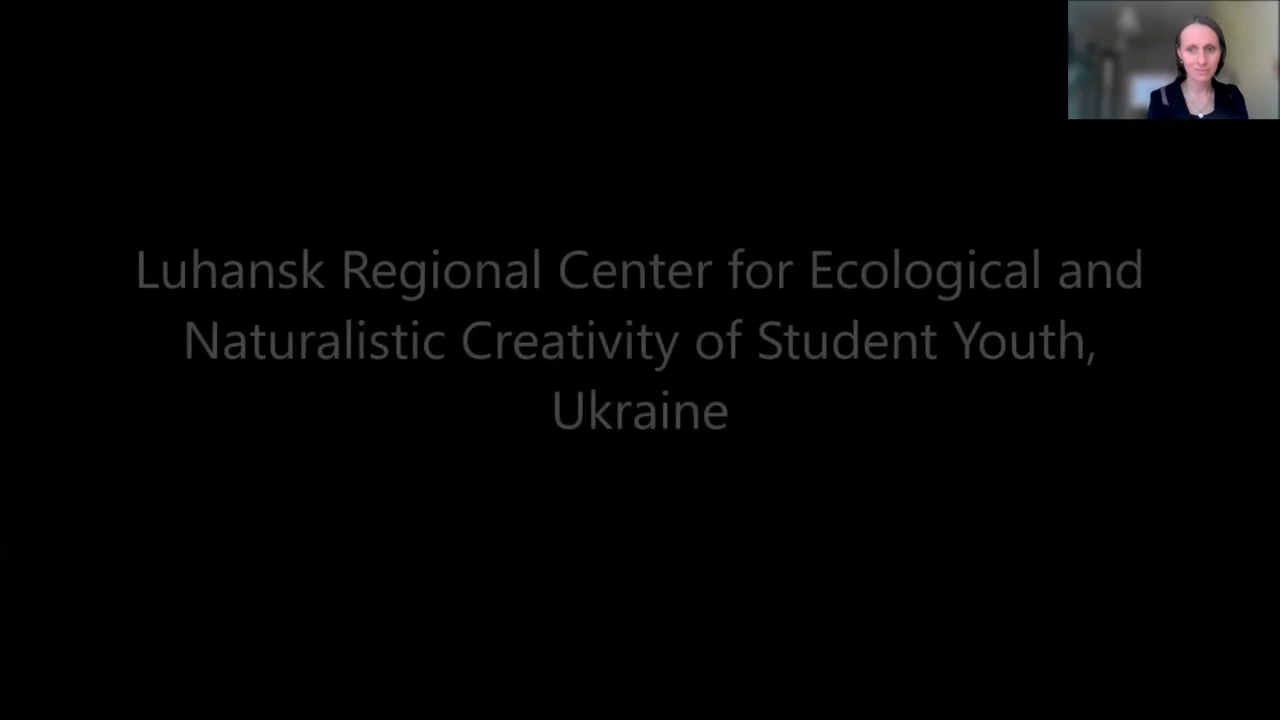 Luhansk Regional Center for Ecological and
Naturalistic Creativity of Student Youth,
Ukraine